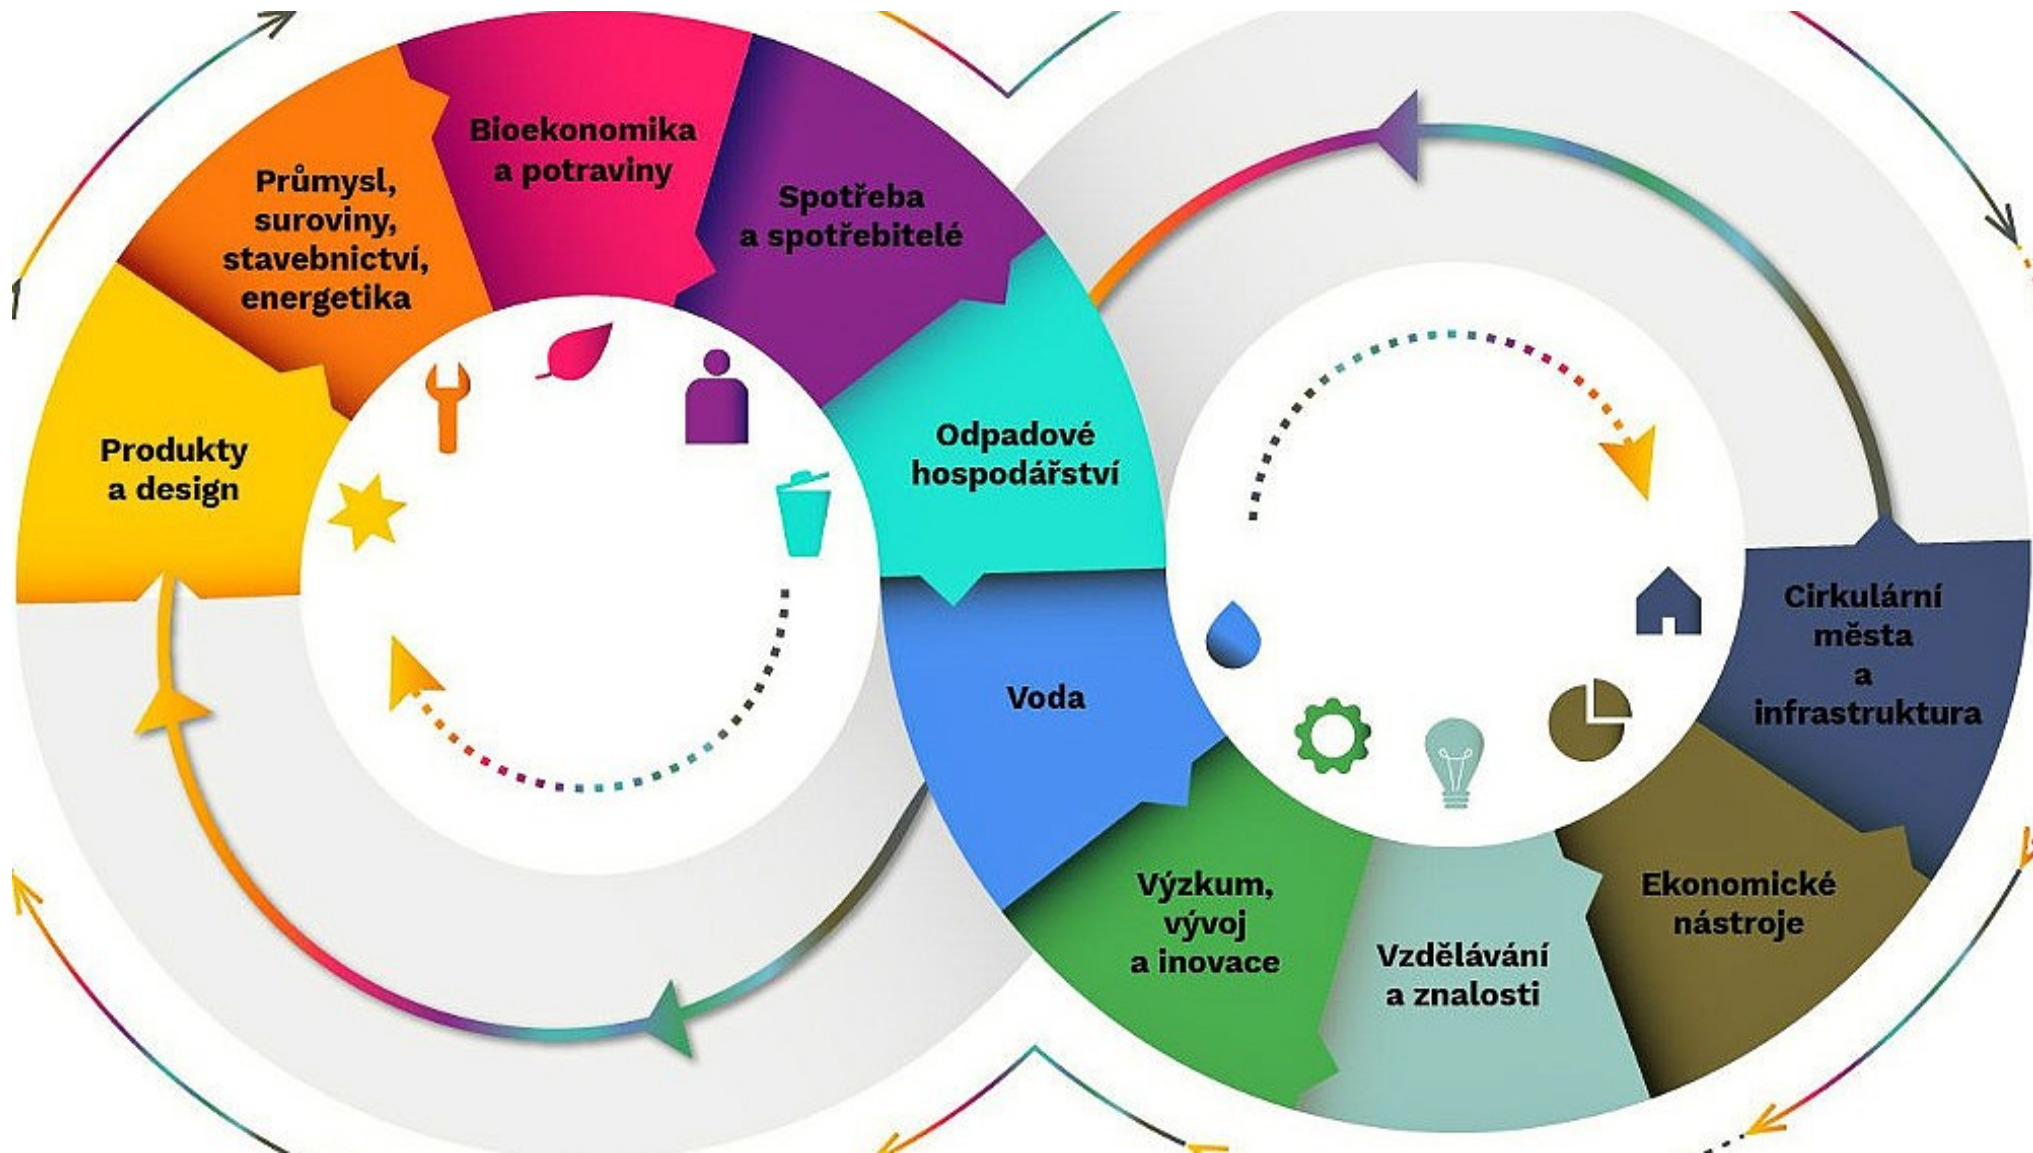 Produkty
a design
Průmysl,
suroviny,
stavebnictví,
energetika
Bioekonomika
a potraviny
Spotřeba
a spotřebitelé
Odpadové
hospodářství
Voda
Výzkum,
vývoj
a inovace
Vzdělávání
a znalosti
Ekonomické
nástroje
Cirkulární
města
a
infrastruktura